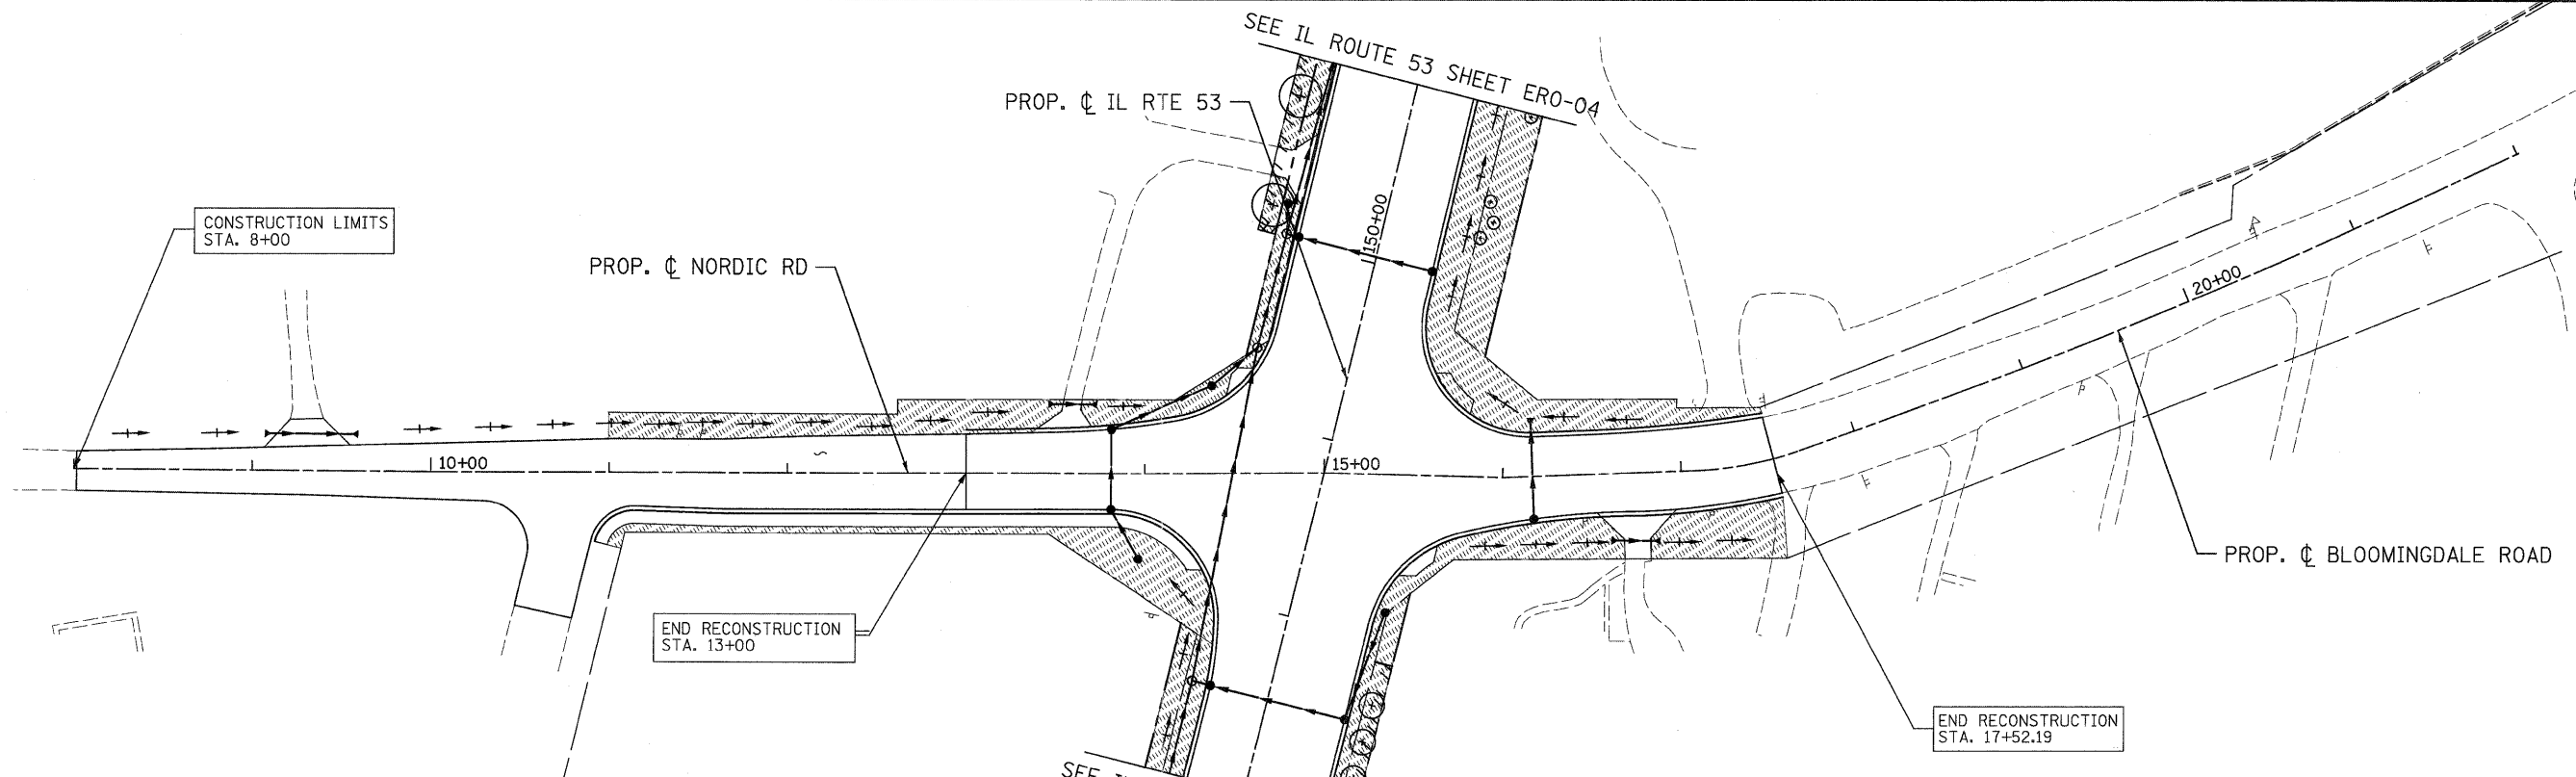 SEE IL ROUTE 53 SHEET ERO-04
PROP. ℄ IL RTE 53
150+00
CONSTRUCTION LIMITS
STA. 8+00
PROP. ℄ NORDIC RD
20+00
10+00
15+00
PROP. ℄ BLOOMINGDALE ROAD
END RECONSTRUCTION
STA. 13+00
END RECONSTRUCTION
STA. 17+52.19
SEE